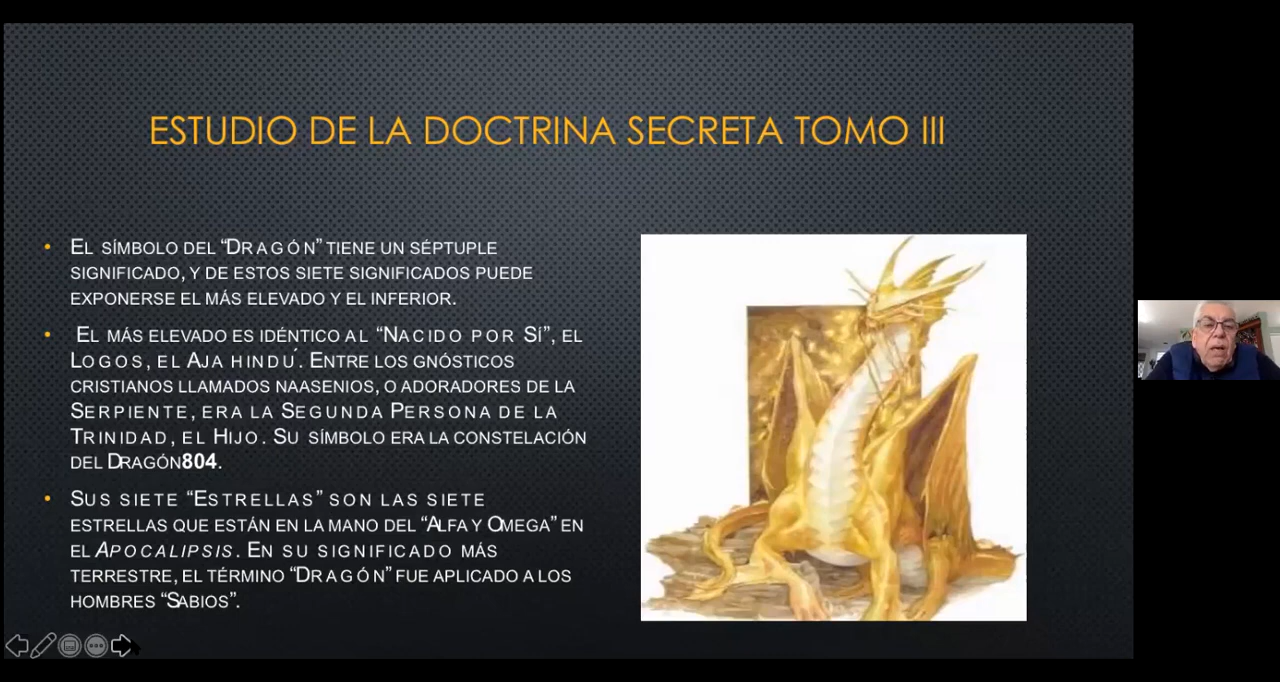 ESTUDIO DE LA DOCTRINA SECRETA TOMO III
• EL SÍMBOLO DEL “DRAGÓN” TIENE UN SÉPTUPLE
SIGNIFICADO, Y DE ESTOS SIETE SIGNIFICADOS PUEDE
EXPONERSE EL MÁS ELEVADO Y EL INFERIOR.
• EL MÁS ELEVADO ES IDÉNTICO AL “NACIDO POR SÍ”, EL
LOGOS, EL AJA HINDÚ. ENTRE LOS GNÓSTICOS
CRISTIANOS LLAMADOS NAASENIOS, O ADORADORES DE LA
SERPIENTE, ERA LA SEGUNDA PERSONA DE LA
TRINIDAD, EL HIJO. SU SÍMBOLO ERA LA CONSTELACIÓN
DEL DRAGÓN804.
• SUS SIETE “ESTRELLAS” SON LAS SIETE
ESTRELLAS QUE ESTÁN EN LA MANO DEL “ALFA Y OMEGA” EN
EL APOCALIPSIS. EN SU SIGNIFICADO MÁS
TERRESTRE, EL TÉRMINO “DRAGÓN” FUE APLICADO A LOS
HOMBRES “SABIOS”.